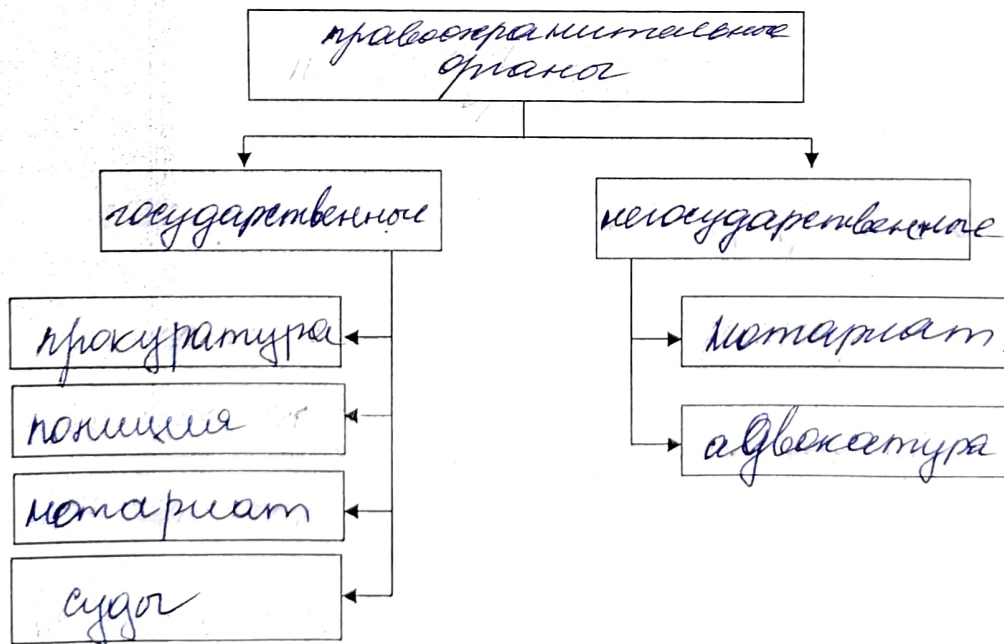 правоохранительные
органы
государственные
негосударственные
прокуратура
полиция
нотариат
суды
нотариат
адвокатура